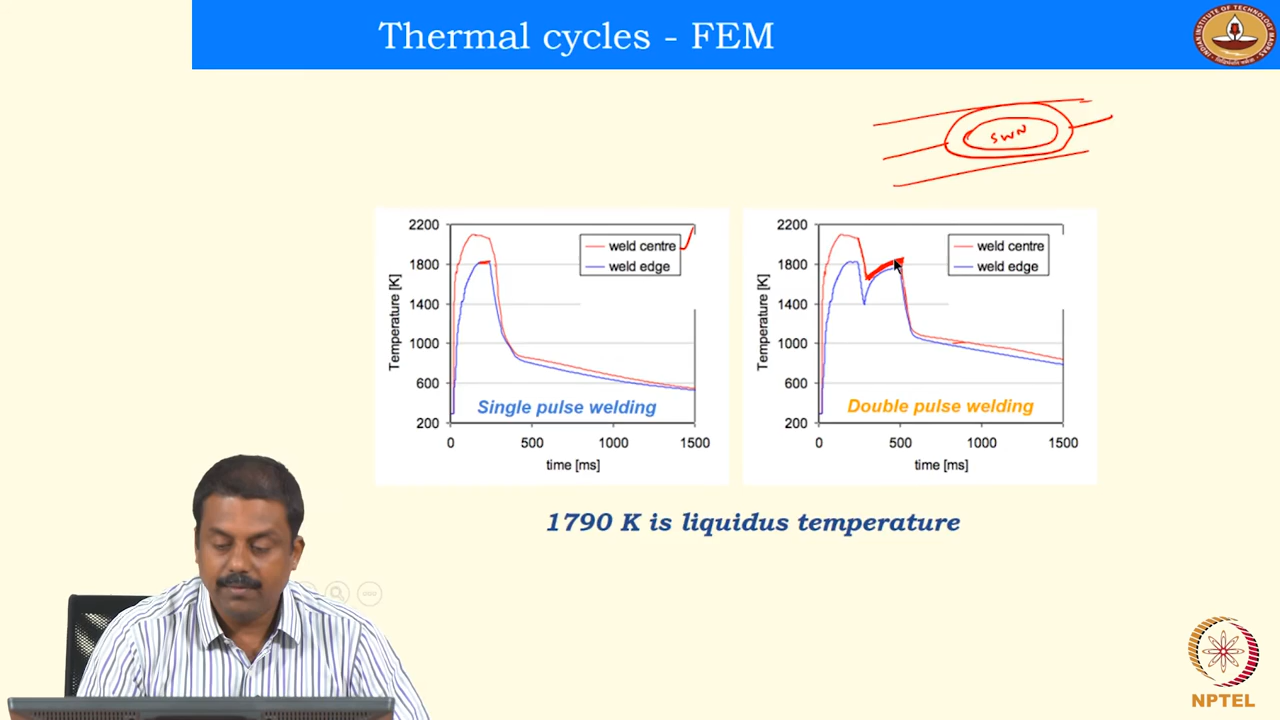 Thermal cycles - FEM
SWN
2200
1800
1400
1000
600
200
Temperature [K]
weld centre
weld edge
Single pulse welding
0
500
1000
1500
time [ms]
2200
1800
1400
1000
600
200
Temperature [K]
weld centre
weld edge
Double pulse welding
0
500
1000
1500
time [ms]
1790 K is liquidus temperature
NPTEL